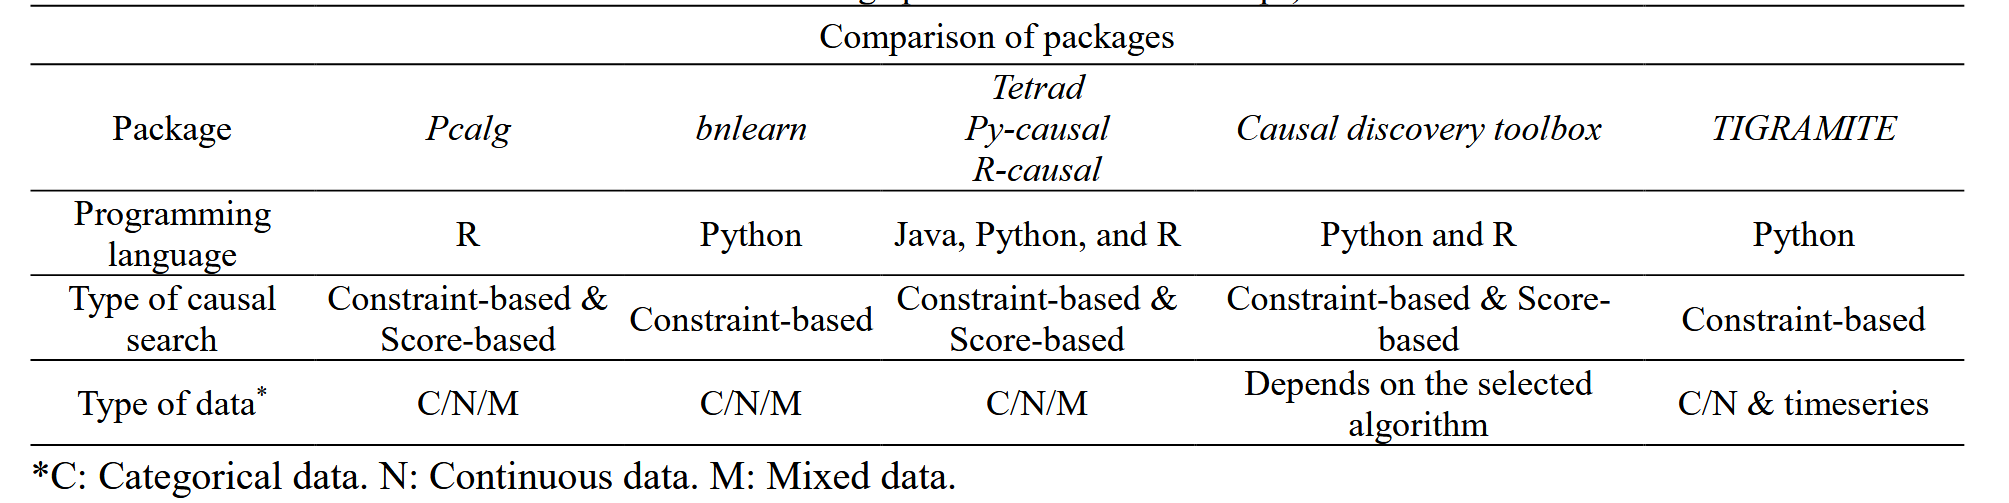 Comparison of packages
Package Pcalg bnlearn Tetrad Py-causal R-causal Causal discovery toolbox TIGRAMITE
Programming language R Python Java, Python, and R Python and R Python
Type of causal search Constraint-based & Score-based Constraint-based Constraint-based & Score-based Constraint-based & Score-based Constraint-based
Type of data* C/N/M C/N/M C/N/M Depends on the selected algorithm C/N & timeseries
*C: Categorical data. N: Continuous data. M: Mixed data.